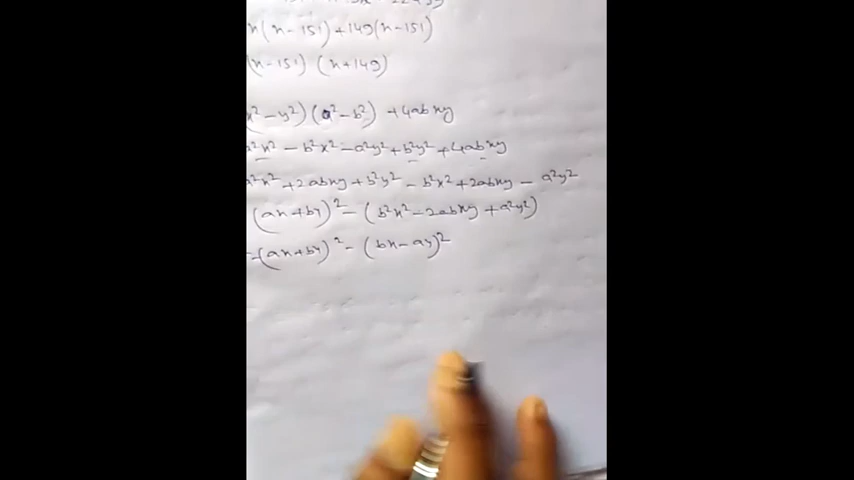 x(x-151)+149(x-151)
(x-151) (x+149)
x²-y²)(a²-b²) +4abxy
a²x² - b²x² - a²y² + b²y² + 4abxy
a²x² + 2abxy + b²y² - b²x² + 2abxy - a²y²
(ax+by)² - (b²x² - 2abxy + a²y²)
=(ax+by)² - (bx-ay)²